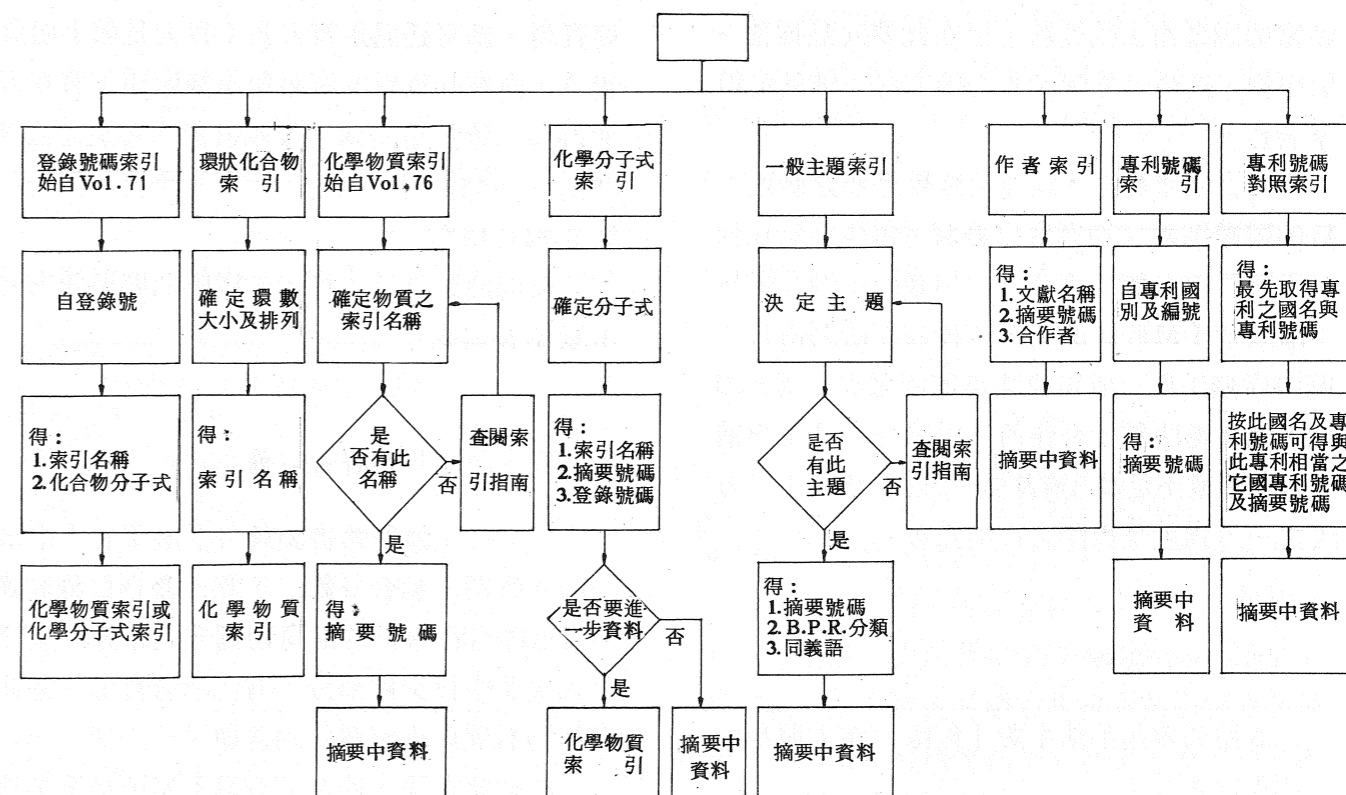 登錄號碼索引
始自Vol.71
環狀化合物
索引
化學物質索引
始自Vol.76
化學分子式
索引
一般主題索引
作者索引
專利號碼
索引
專利號碼
對照索引
自登錄號
確定環數
大小及排列
確定物質之
索引名稱
確定分子式
決定主題
得：
1.文獻名稱
2.摘要號碼
3.合作者
自專利國
別及編號
得：
最先取得專
利之國名與
專利號碼
得：
1.索引名稱
2.化合物分子式
得：
索引名稱
是
否有此
名稱
否
查閱索
引指南
得：
1.索引名稱
2.摘要號碼
3.登錄號碼
是否
有此
主題
否
查閱索
引指南
摘要中資料
得：
摘要號碼
按此國名及專
利號碼可得與
此專利相當之
它國專利號碼
及摘要號碼
是
是
化學物質索引或
化學分子式索引
化學物質
索引
得：
摘要號碼
是否要進
一步資料
否
得：
1.摘要號碼
2.B.P.R.分類
3.同義語
摘要中
資料
摘要中資料
是
摘要中資料
化學物質
索引
摘要中
資料
摘要中資料